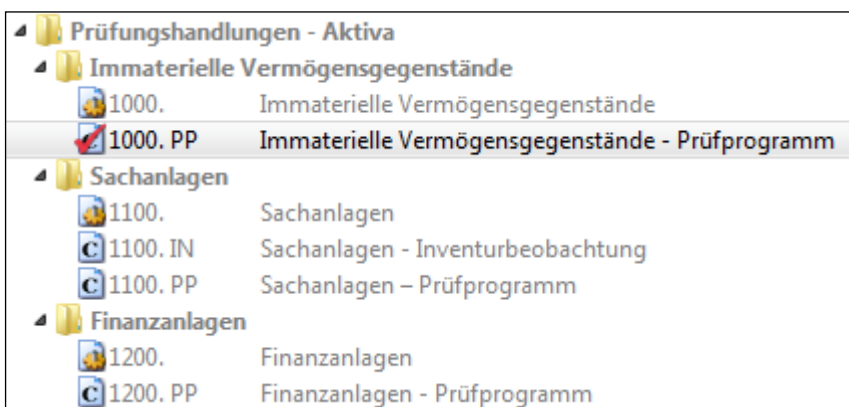 Prüfungshandlungen - Aktiva
Immaterielle Vermögensgegenstände
1000. Immaterielle Vermögensgegenstände
1000. PP Immaterielle Vermögensgegenstände - Prüfprogramm
Sachanlagen
1100. Sachanlagen
C 1100. IN Sachanlagen - Inventurbeobachtung
C 1100. PP Sachanlagen – Prüfprogramm
Finanzanlagen
1200. Finanzanlagen
C 1200. PP Finanzanlagen - Prüfprogramm